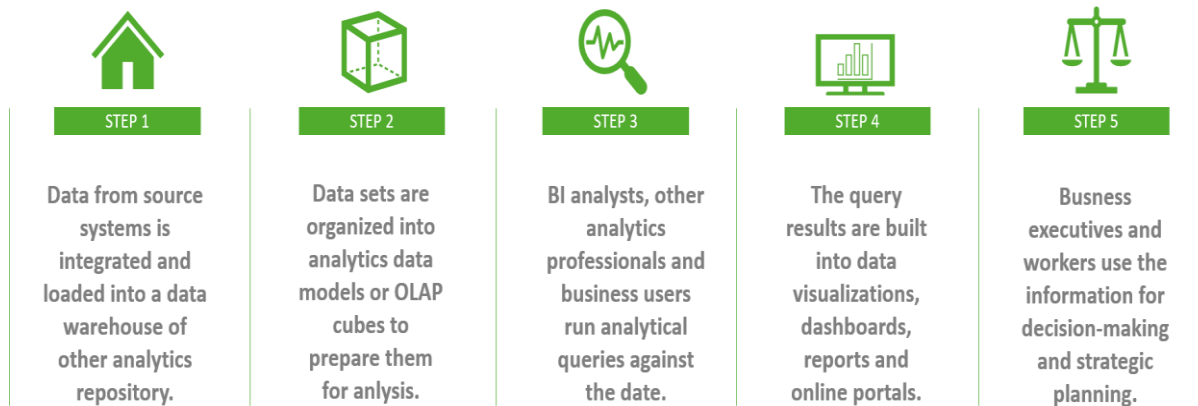 STEP 1
Data from source
systems is
integrated and
loaded into a data
warehouse of
other analytics
repository.
STEP 2
Data sets are
organized into
analytics data
models or OLAP
cubes to
prepare them
for anlysis.
STEP 3
BI analysts, other
analytics
professionals and
business users
run analytical
queries against
the date.
STEP 4
The query
results are built
into data
visualizations,
dashboards,
reports and
online portals.
STEP 5
Busness
executives and
workers use the
information for
decision-making
and strategic
planning.